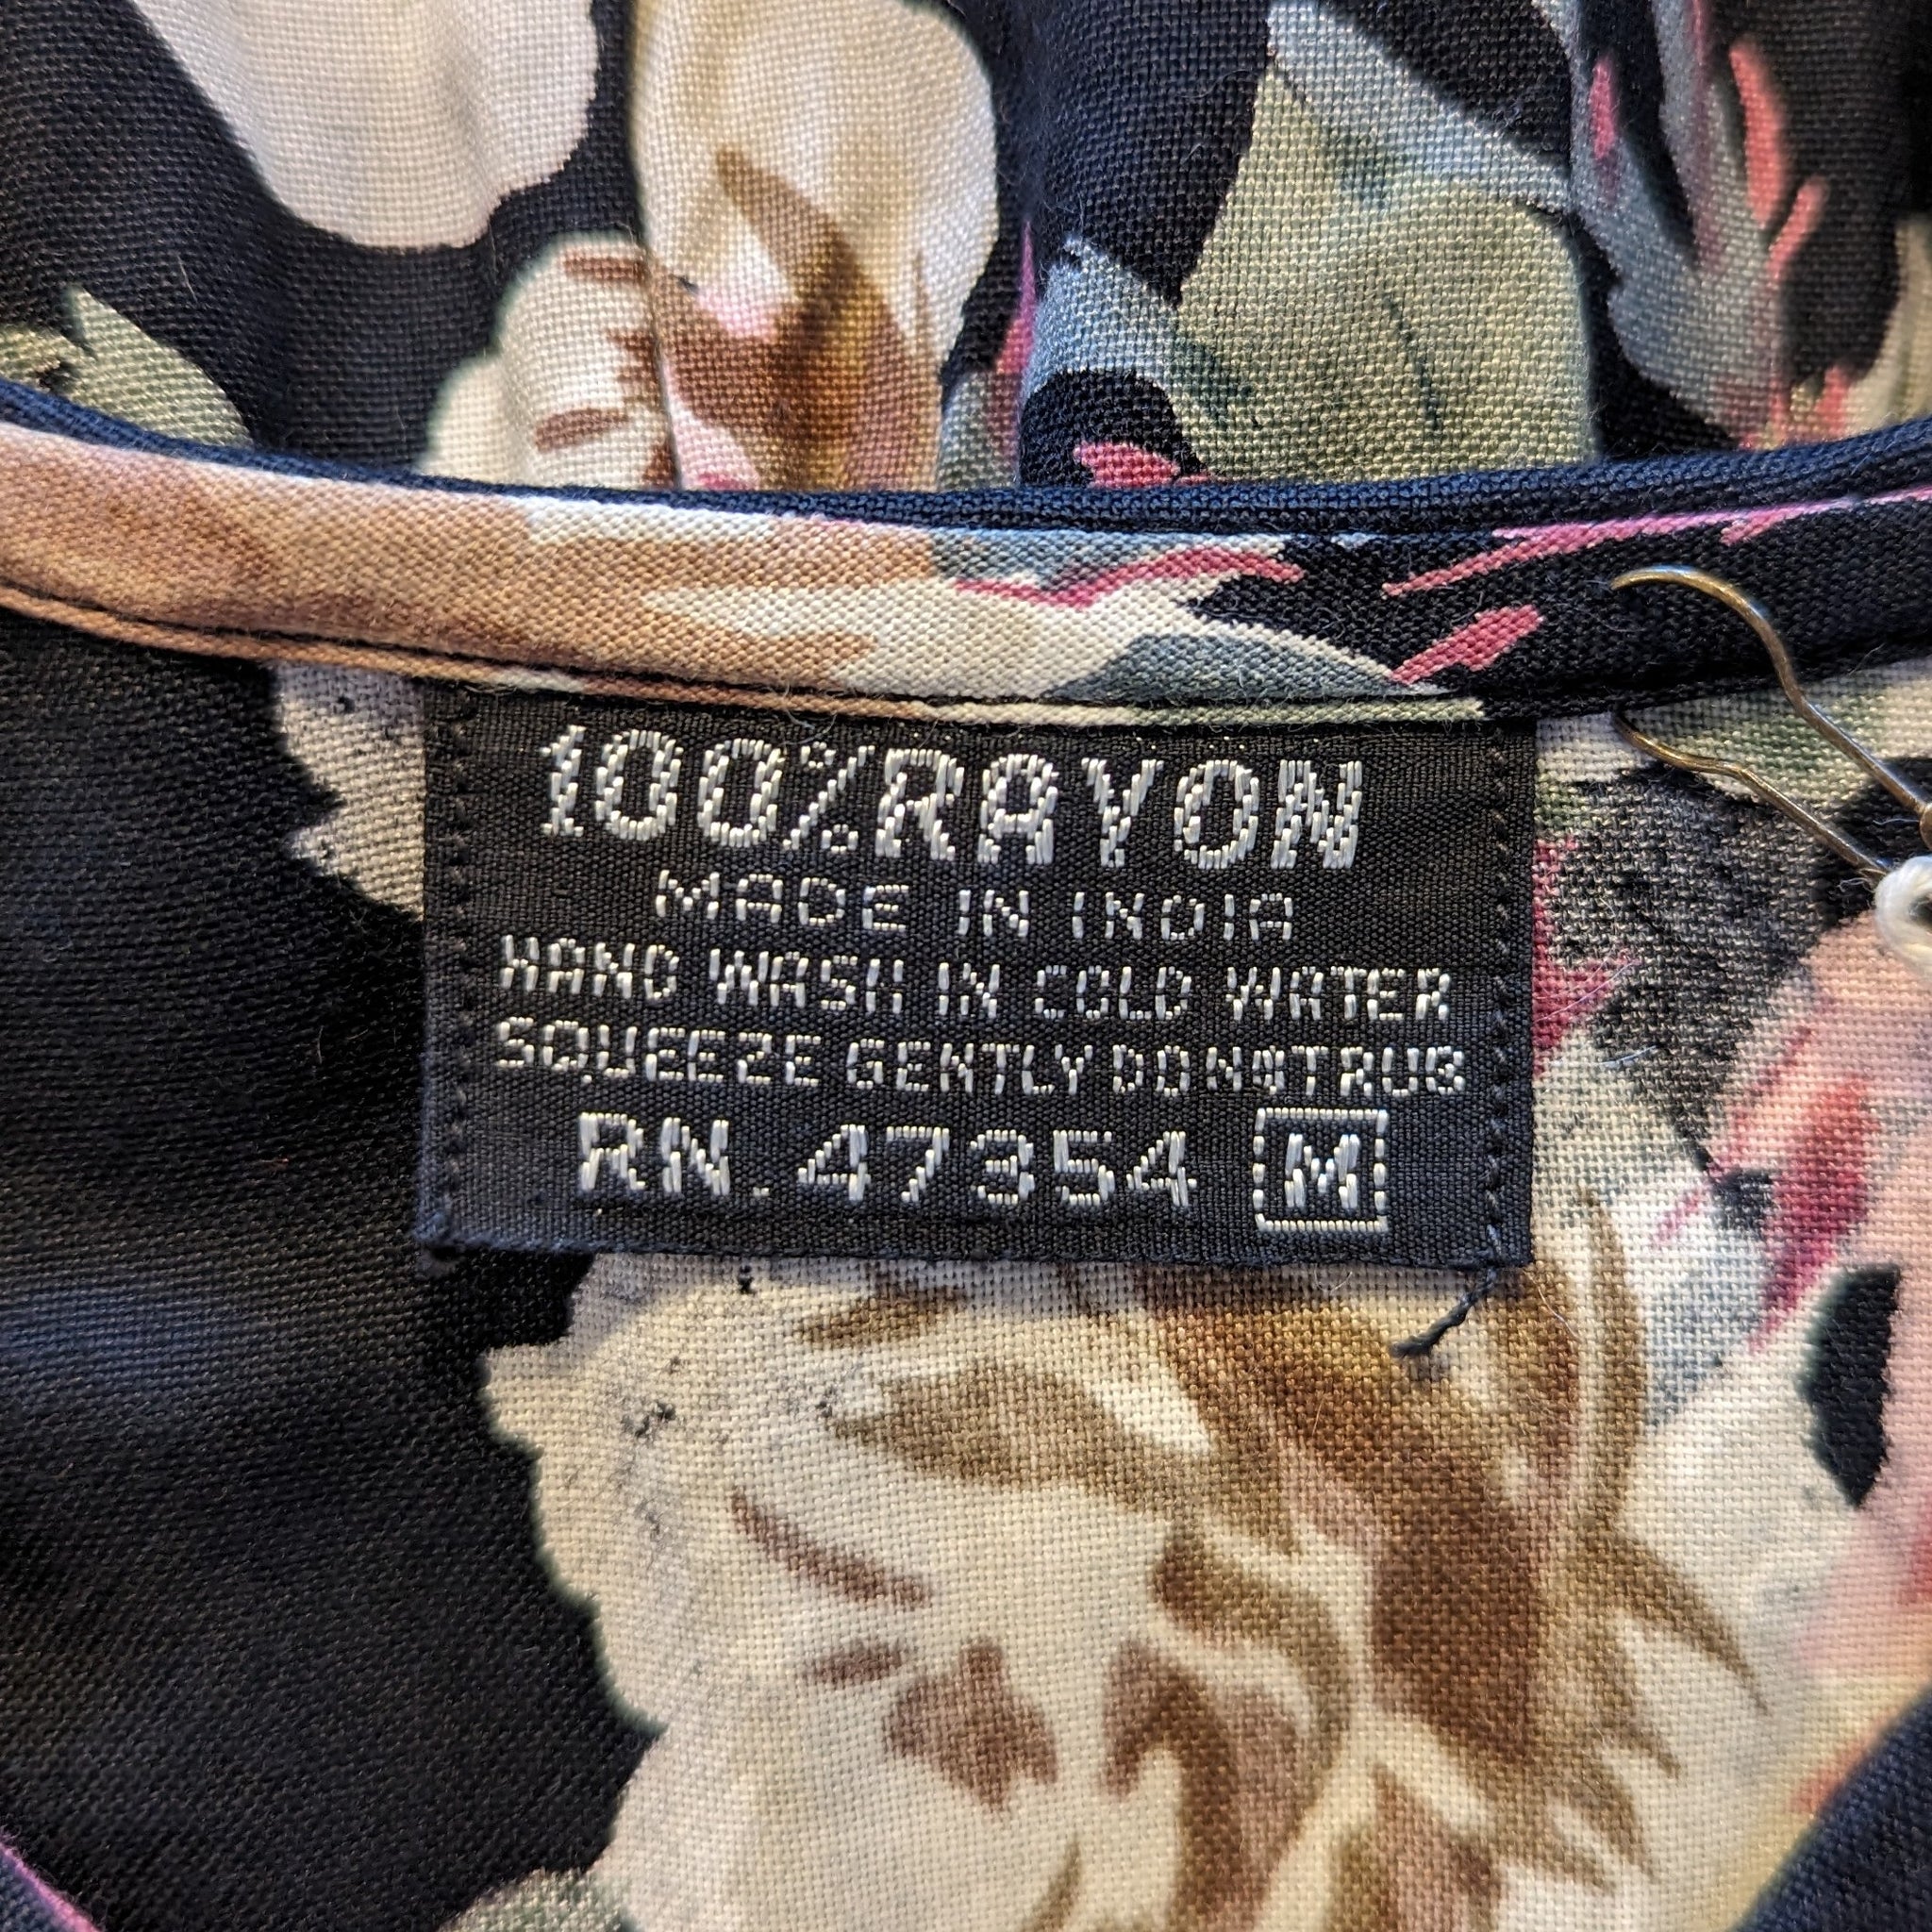 100% RAYON
MADE IN INDIA
HAND WASH IN COLD WATER
SQUEEZE GENTLY DO NOT RUB
RN. 47354 M